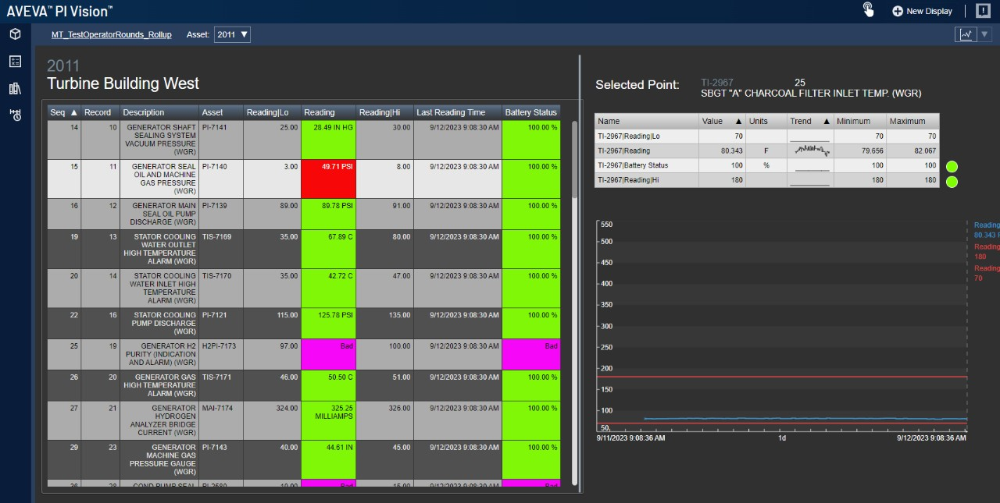 AVEVA™ PI Vision™
New Display
MT_TestOperatorRounds_Rollup Asset: 2011 ▼
2011
Turbine Building West
Seq ▲ Record Description Asset Reading|Lo Reading Reading|Hi Last Reading Time Battery Status
14 10 GENERATOR SHAFT PI-7141 25.00 28.49 IN HG 30.00 9/12/2023 9:08:30 AM 100.00 %
SEALING SYSTEM
VACUUM PRESSURE
(WGR)
15 11 GENERATOR SEAL PI-7140 3.00 49.71 PSI 8.00 9/12/2023 9:08:30 AM 100.00 %
OIL AND MACHINE
GAS PRESSURE
(WGR)
16 12 GENERATOR MAIN PI-7139 89.00 89.78 PSI 91.00 9/12/2023 9:08:30 AM 100.00 %
SEAL OIL PUMP
DISCHARGE (WGR)
19 13 STATOR COOLING TIS-7169 35.00 67.89 C 80.00 9/12/2023 9:08:30 AM 100.00 %
WATER OUTLET
HIGH TEMPERATURE
ALARM (WGR)
20 14 STATOR COOLING TIS-7170 35.00 42.72 C 47.00 9/12/2023 9:08:30 AM 100.00 %
WATER INLET HIGH
TEMPERATURE
ALARM (WGR)
22 16 STATOR COOLING PI-7121 115.00 125.78 PSI 135.00 9/12/2023 9:08:30 AM 100.00 %
PUMP DISCHARGE
(WGR)
25 19 GENERATOR H2 H2PI-7173 97.00 Bad 100.00 9/12/2023 9:08:30 AM Bad
PURITY (INDICATION
AND ALARM) (WGR)
26 20 GENERATOR GAS TIS-7171 46.00 50.50 C 51.00 9/12/2023 9:08:30 AM 100.00 %
HIGH TEMPERATURE
ALARM (WGR)
27 21 GENERATOR MAI-7174 324.00 325.25 326.00 9/12/2023 9:08:30 AM 100.00 %
HYDROGEN MILLIAMPS
ANALYZER BRIDGE
CURRENT (WGR)
29 23 GENERATOR PI-7143 40.00 44.61 IN 45.00 9/12/2023 9:08:30 AM 100.00 %
MACHINE GAS
PRESSURE GAUGE
(WGR)
36 28 COND PUMP SEAL PI-2580 10.00 Bad 15.00 9/12/2023 9:08:30 AM Bad
Selected Point: TI-2967 25
SBGT "A" CHARCOAL FILTER INLET TEMP. (WGR)
Name Value ▲ Units Trend ▲ Minimum Maximum
TI-2967|Reading|Lo 70 70 70
TI-2967|Reading 80.343 F 79.656 82.067
TI-2967|Battery Status 100 % 100 100
TI-2967|Reading|Hi 180 180 180
550
500
450
400
350
300
250
200
150
100
50
9/11/2023 9:08:36 AM 1d 9/12/2023 9:08:36 AM
Reading
80.343 F
Reading
180
Reading
70